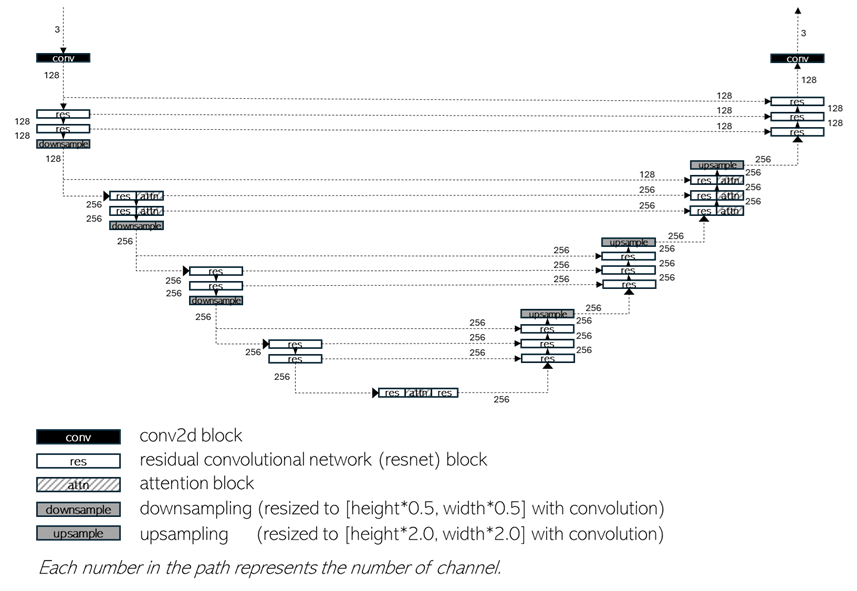 3
3
conv
conv
128
128
128
res
128
res
128
128
res
128
res
128
128
res
128
res
downsample
128
upsample
256
128
res attn
256
res attn
256
256
res attn
256
256
res attn
256
256
res attn
downsample
256
256
upsample
256
res
256
256
res
256
res
256
256
res
256
256
res
downsample
256
256
upsample
256
256
res
256
res
256
256
res
256
res
256
res
256
res attn res
256
conv conv2d block
res residual convolutional network (resnet) block
attn attention block
downsample downsampling (resized to [height*0.5, width*0.5] with convolution)
upsample upsampling (resized to [height*2.0, width*2.0] with convolution)
Each number in the path represents the number of channel.